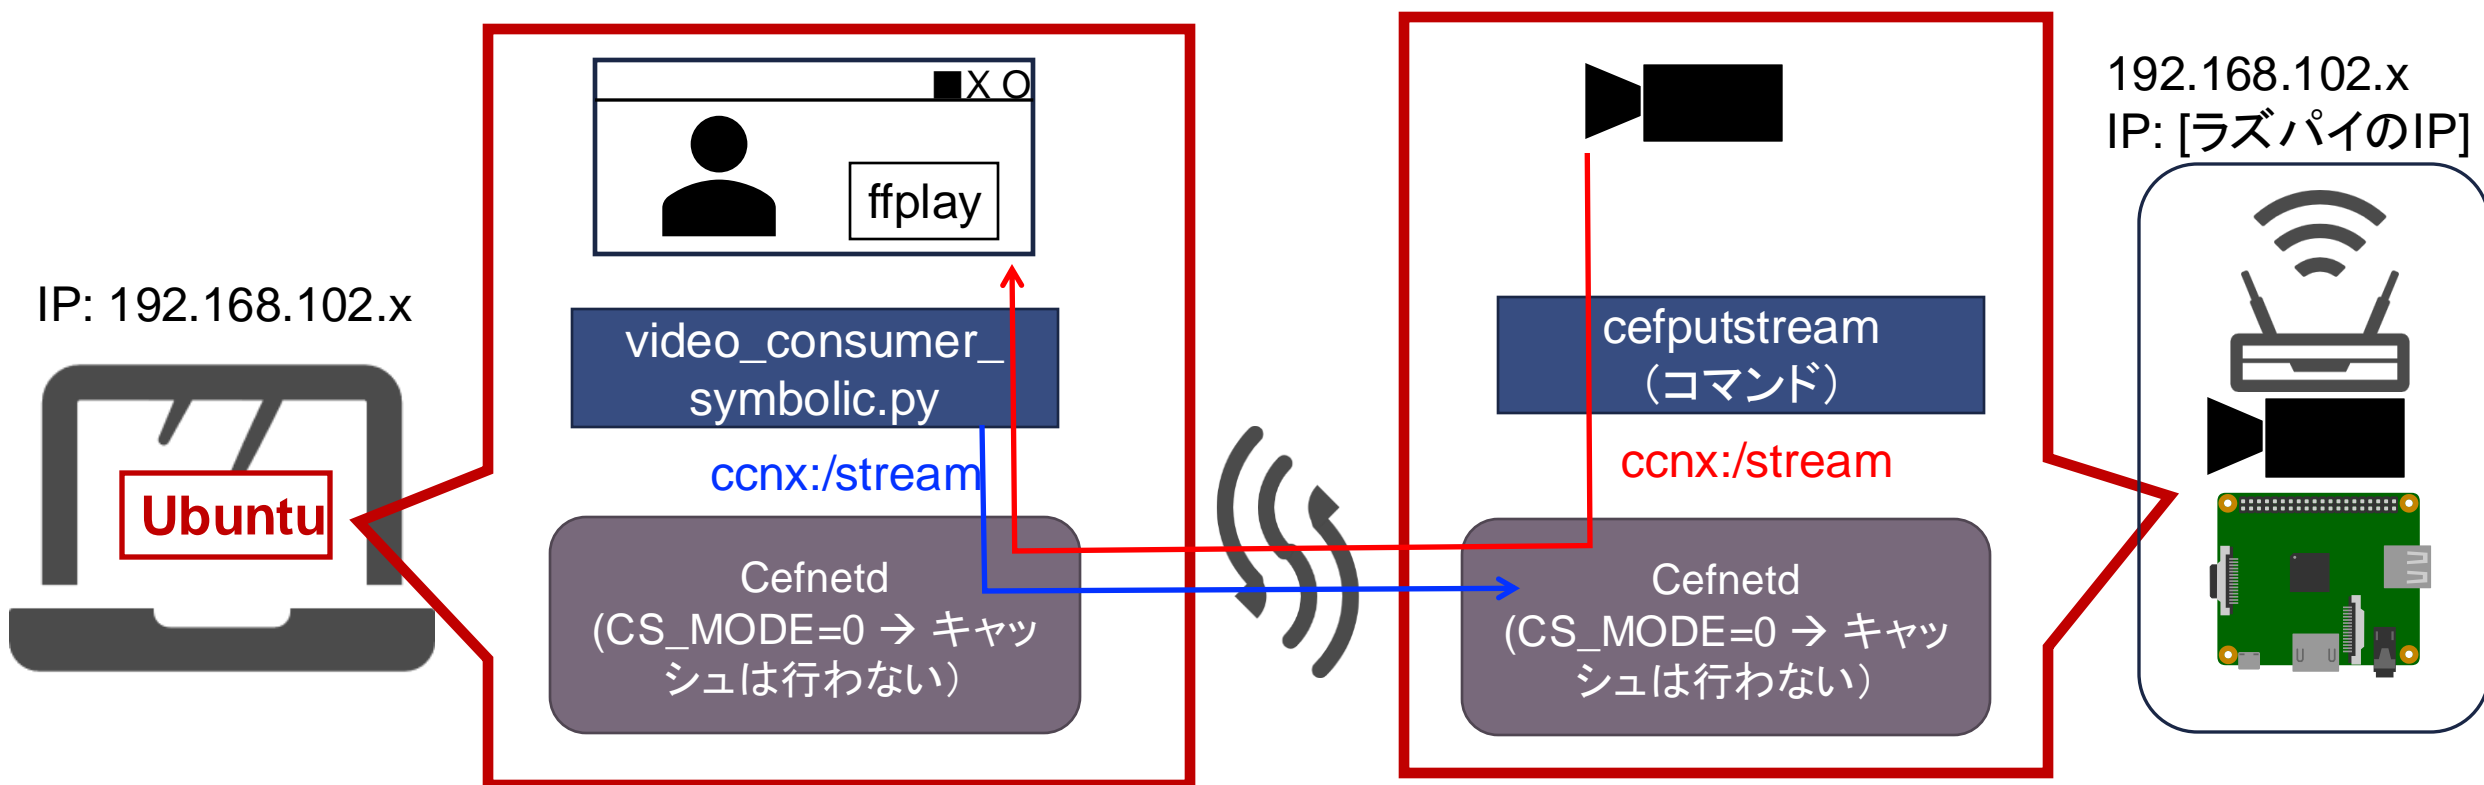 IP: 192.168.102.x
Ubuntu
■X O
ffplay
video_consumer_
symbolic.py
ccnx:/stream
Cefnetd
(CS_MODE=0 → キャッ
シュは行わない)
cefputstream
(コマンド)
ccnx:/stream
Cefnetd
(CS_MODE=0 → キャッ
シュは行わない)
192.168.102.x
IP: [ラズパイのIP]